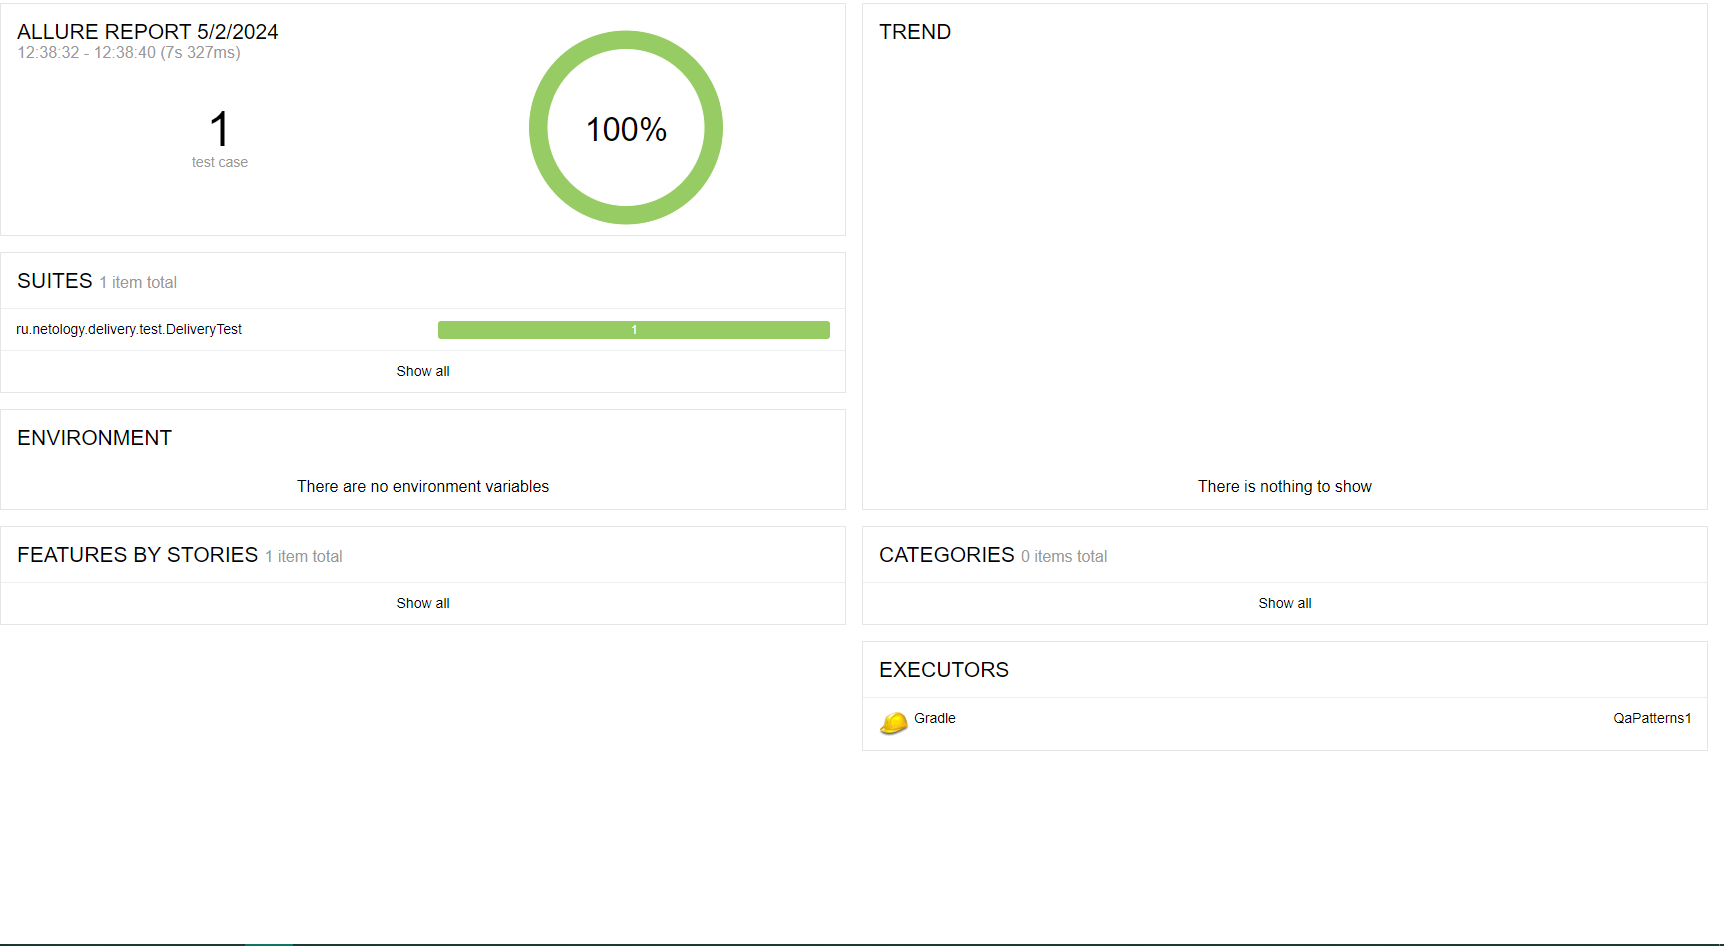 ALLURE REPORT 5/2/2024
12:38:32 - 12:38:40 (7s 327ms)
1
test case
100%
SUITES 1 item total
ru.netology.delivery.test.DeliveryTest 1
Show all
ENVIRONMENT
There are no environment variables
FEATURES BY STORIES 1 item total
Show all
TREND
There is nothing to show
CATEGORIES 0 items total
Show all
EXECUTORS
Gradle QaPatterns1